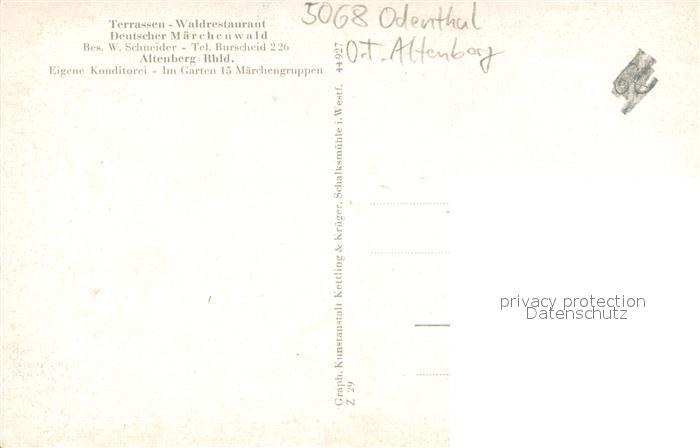 Terrassen - Waldrestaurant
Deutscher Märchenwald
Bes. W. Schneider - Tel. Burscheid 226
Altenberg Rhld.
Eigene Konditorei - Im Garten 15 Märchengruppen
5068 Odenthal
O.T. Altenberg
Graph. Kunstanstalt Kettling & Krüger, Schalksmühle i. Westf. 44927
Z 29
privacy protection
Datenschutz